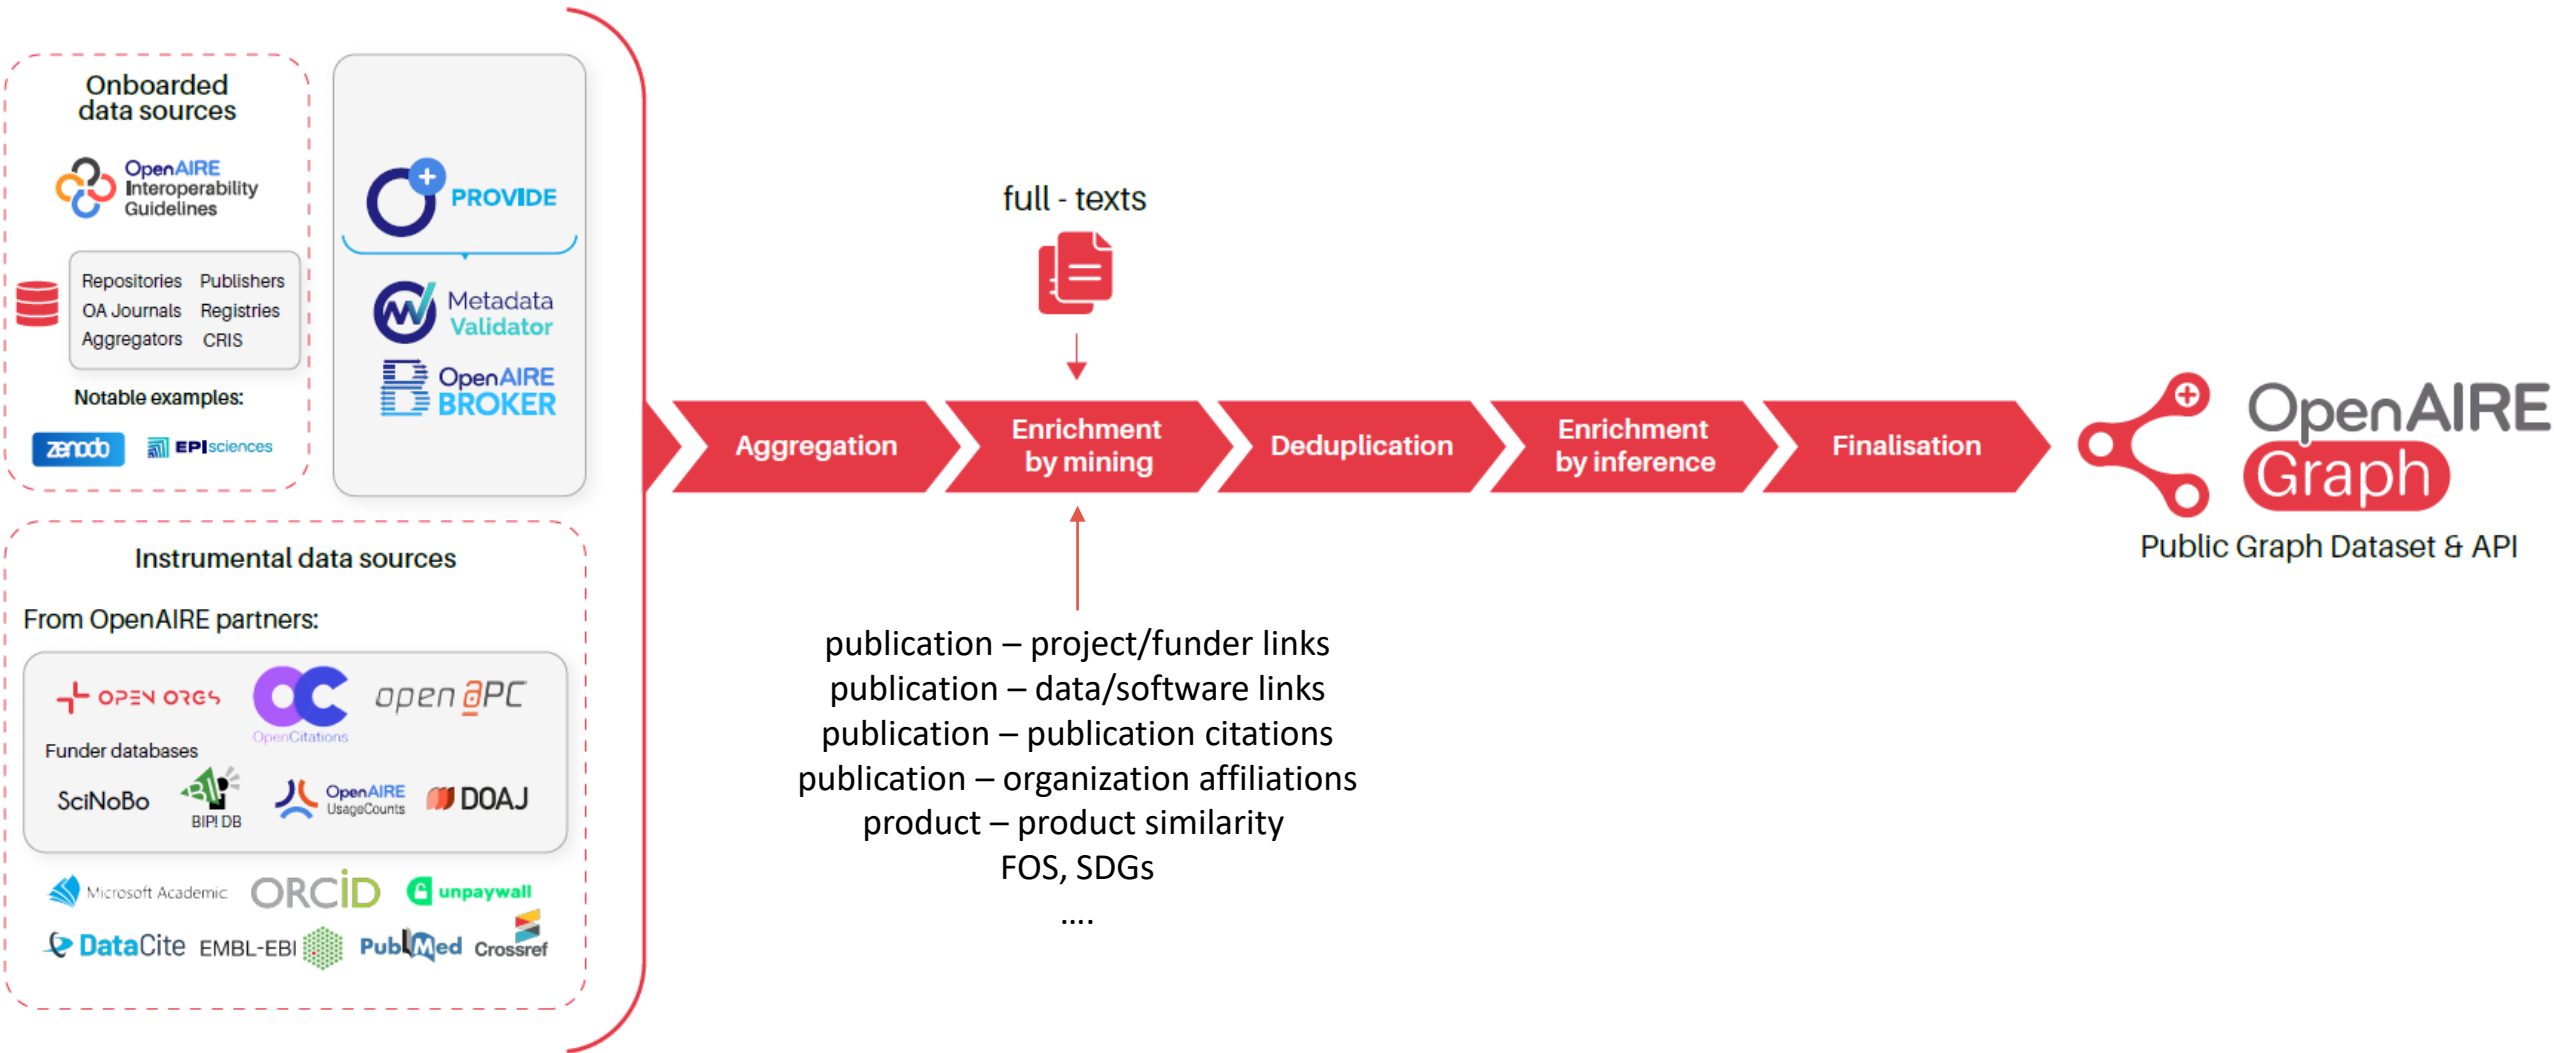 Onboarded
data sources
OpenAIRE
Interoperability
Guidelines
Repositories Publishers
OA Journals Registries
Aggregators CRIS
Notable examples:
zenodo EPIsciences
PROVIDE
Metadata
Validator
OpenAIRE
BROKER
Instrumental data sources
From OpenAIRE partners:
OPEN ORGS
OpenCitations
open aPC
Funder databases
SciNoBo
BIP! DB
OpenAIRE
UsageCounts
DOAJ
Microsoft Academic ORCiD unpaywall
DataCite EMBL-EBI PubMed Crossref
full - texts
Aggregation
Enrichment
by mining
Deduplication
Enrichment
by inference
Finalisation
publication – project/funder links
publication – data/software links
publication – publication citations
publication – organization affiliations
product – product similarity
FOS, SDGs
....
OpenAIRE
Graph
Public Graph Dataset & API